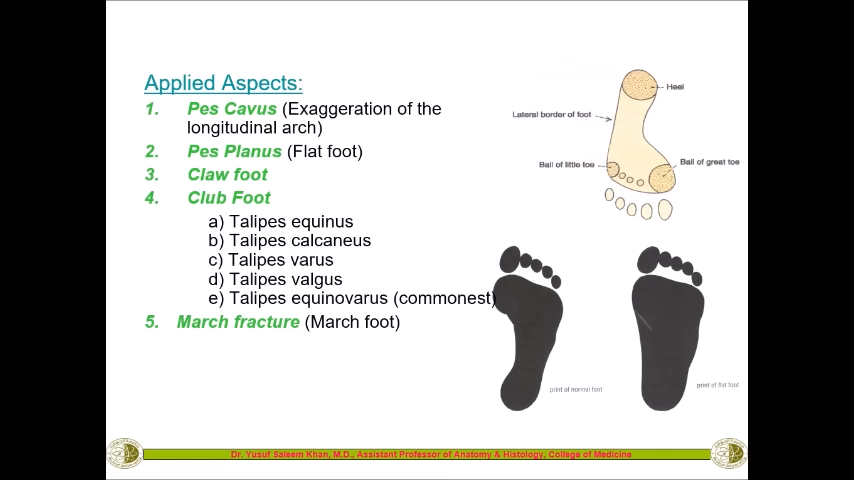 Applied Aspects:
1. Pes Cavus (Exaggeration of the
longitudinal arch)
2. Pes Planus (Flat foot)
3. Claw foot
4. Club Foot
a) Talipes equinus
b) Talipes calcaneus
c) Talipes varus
d) Talipes valgus
e) Talipes equinovarus (commonest)
5. March fracture (March foot)
Heel
Lateral border of foot
Ball of little toe
Ball of great toe
print of normal foot
print of flat foot
Dr. Yusuf Saleem Khan, M.D., Assistant Professor of Anatomy & Histology, College of Medicine